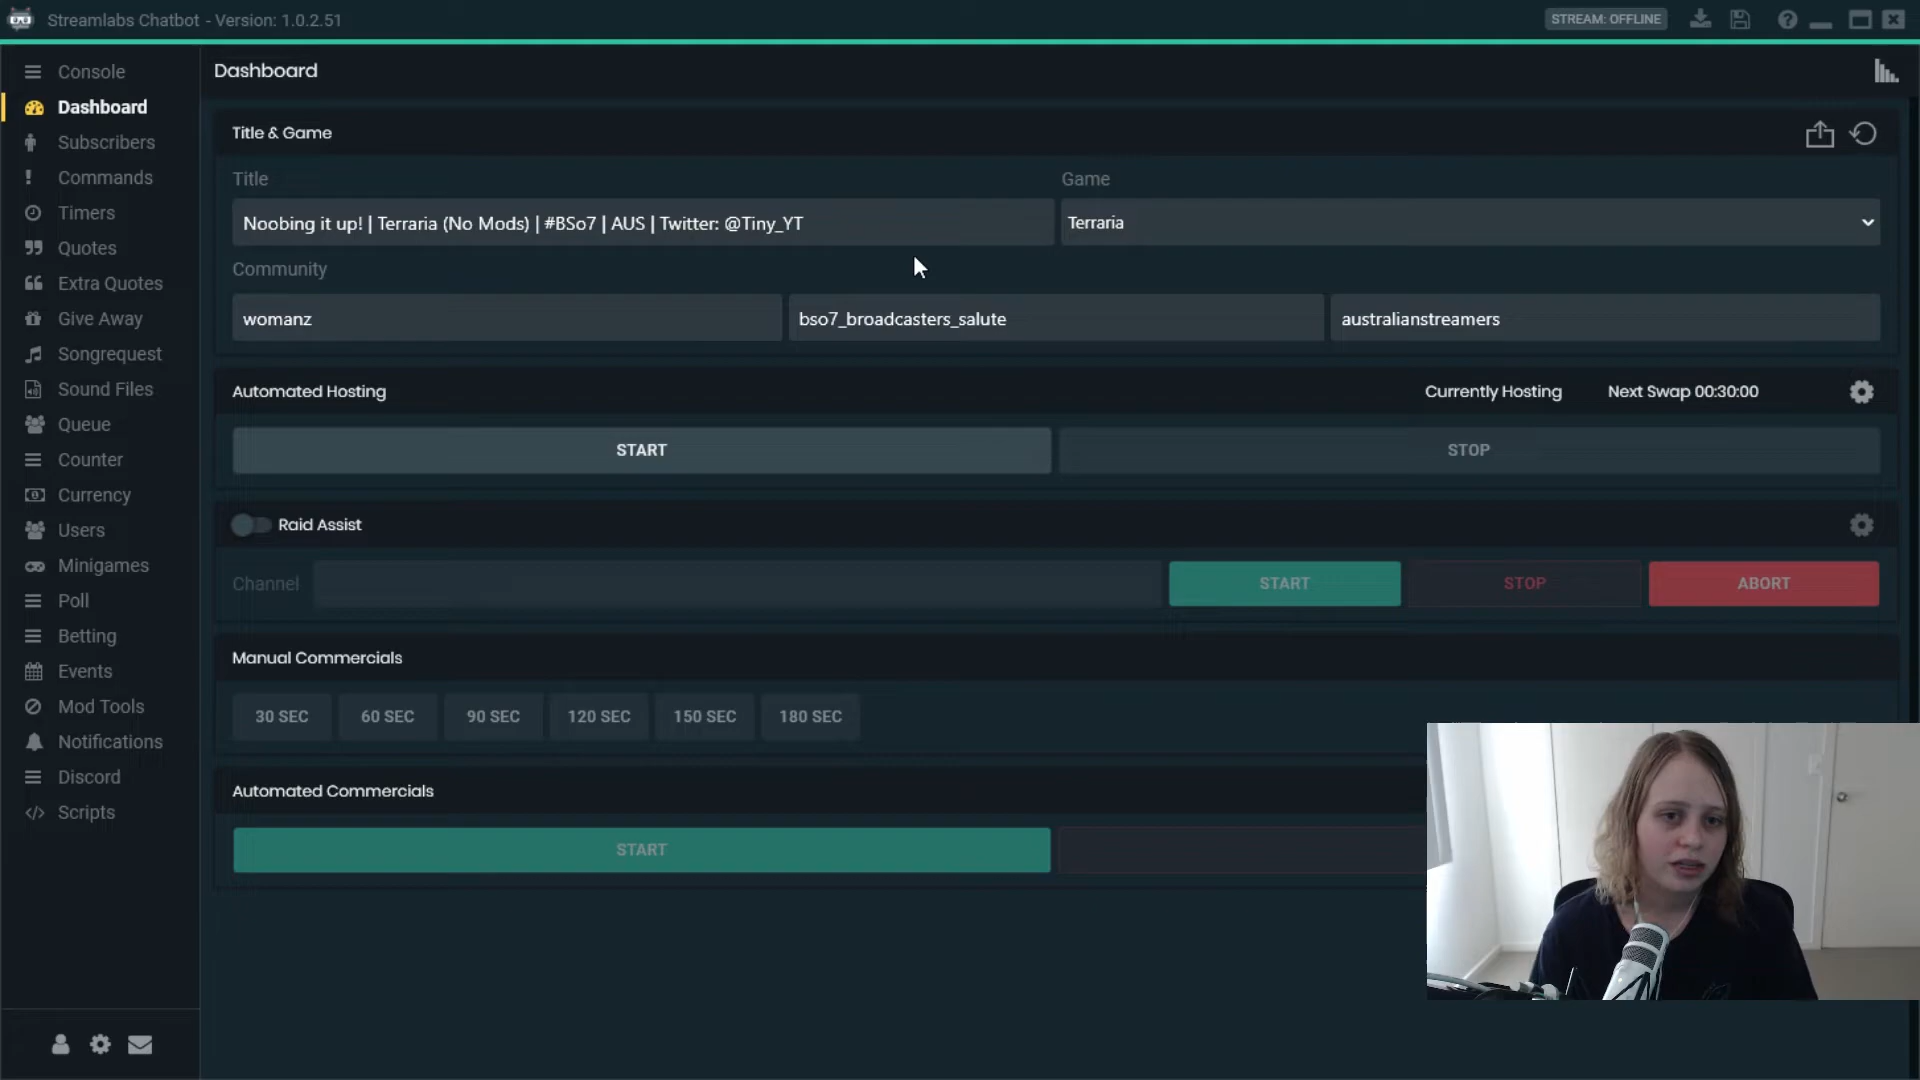 Streamlabs Chatbot - Version: 1.0.2.51
STREAM: OFFLINE
Console
Dashboard
Subscribers
Commands
Timers
Quotes
Extra Quotes
Give Away
Songrequest
Sound Files
Queue
Counter
Currency
Users
Minigames
Poll
Betting
Events
Mod Tools
Notifications
Discord
Scripts
Dashboard
Title & Game
Title
Game
Noobing it up! | Terraria (No Mods) | #BSo7 | AUS | Twitter: @Tiny_YT
Terraria
Community
womanz
bso7_broadcasters_salute
australianstreamers
Automated Hosting
Currently Hosting
Next Swap 00:30:00
START
STOP
Raid Assist
Channel
START
STOP
ABORT
Manual Commercials
30 SEC
60 SEC
90 SEC
120 SEC
150 SEC
180 SEC
Automated Commercials
START